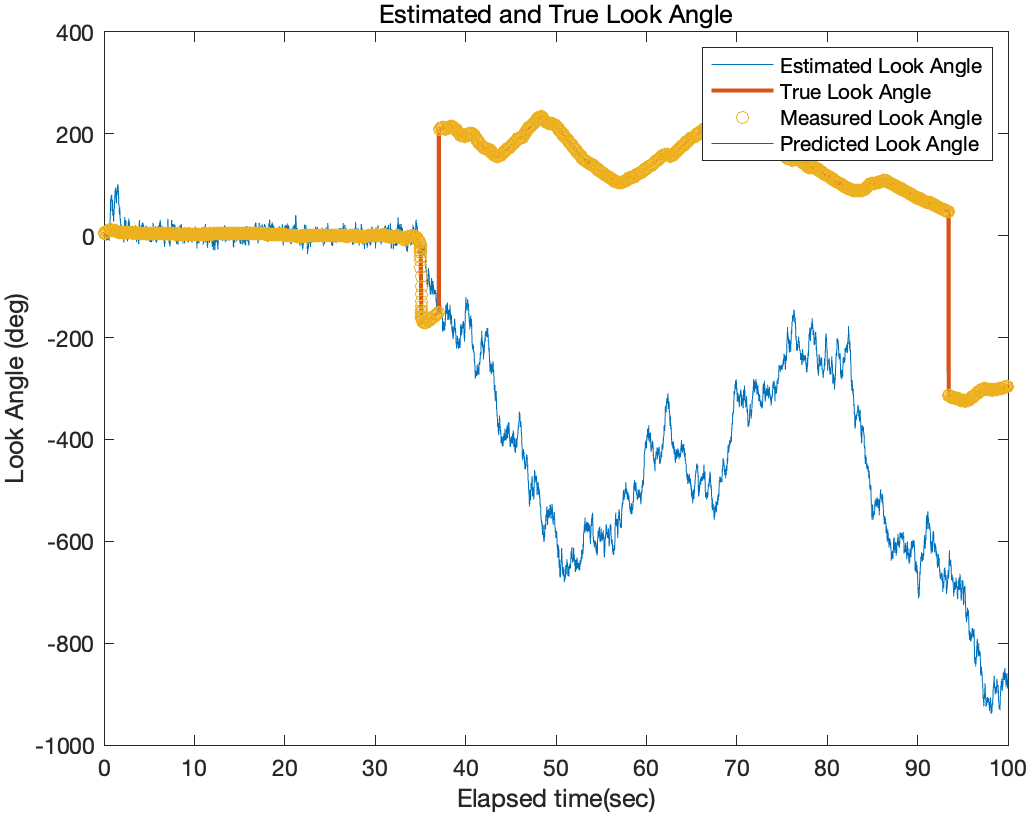 Estimated and True Look Angle
Estimated Look Angle
True Look Angle
Measured Look Angle
Predicted Look Angle
400
200
0
-200
-400
-600
-800
-1000
Look Angle (deg)
0 10 20 30 40 50 60 70 80 90 100
Elapsed time(sec)